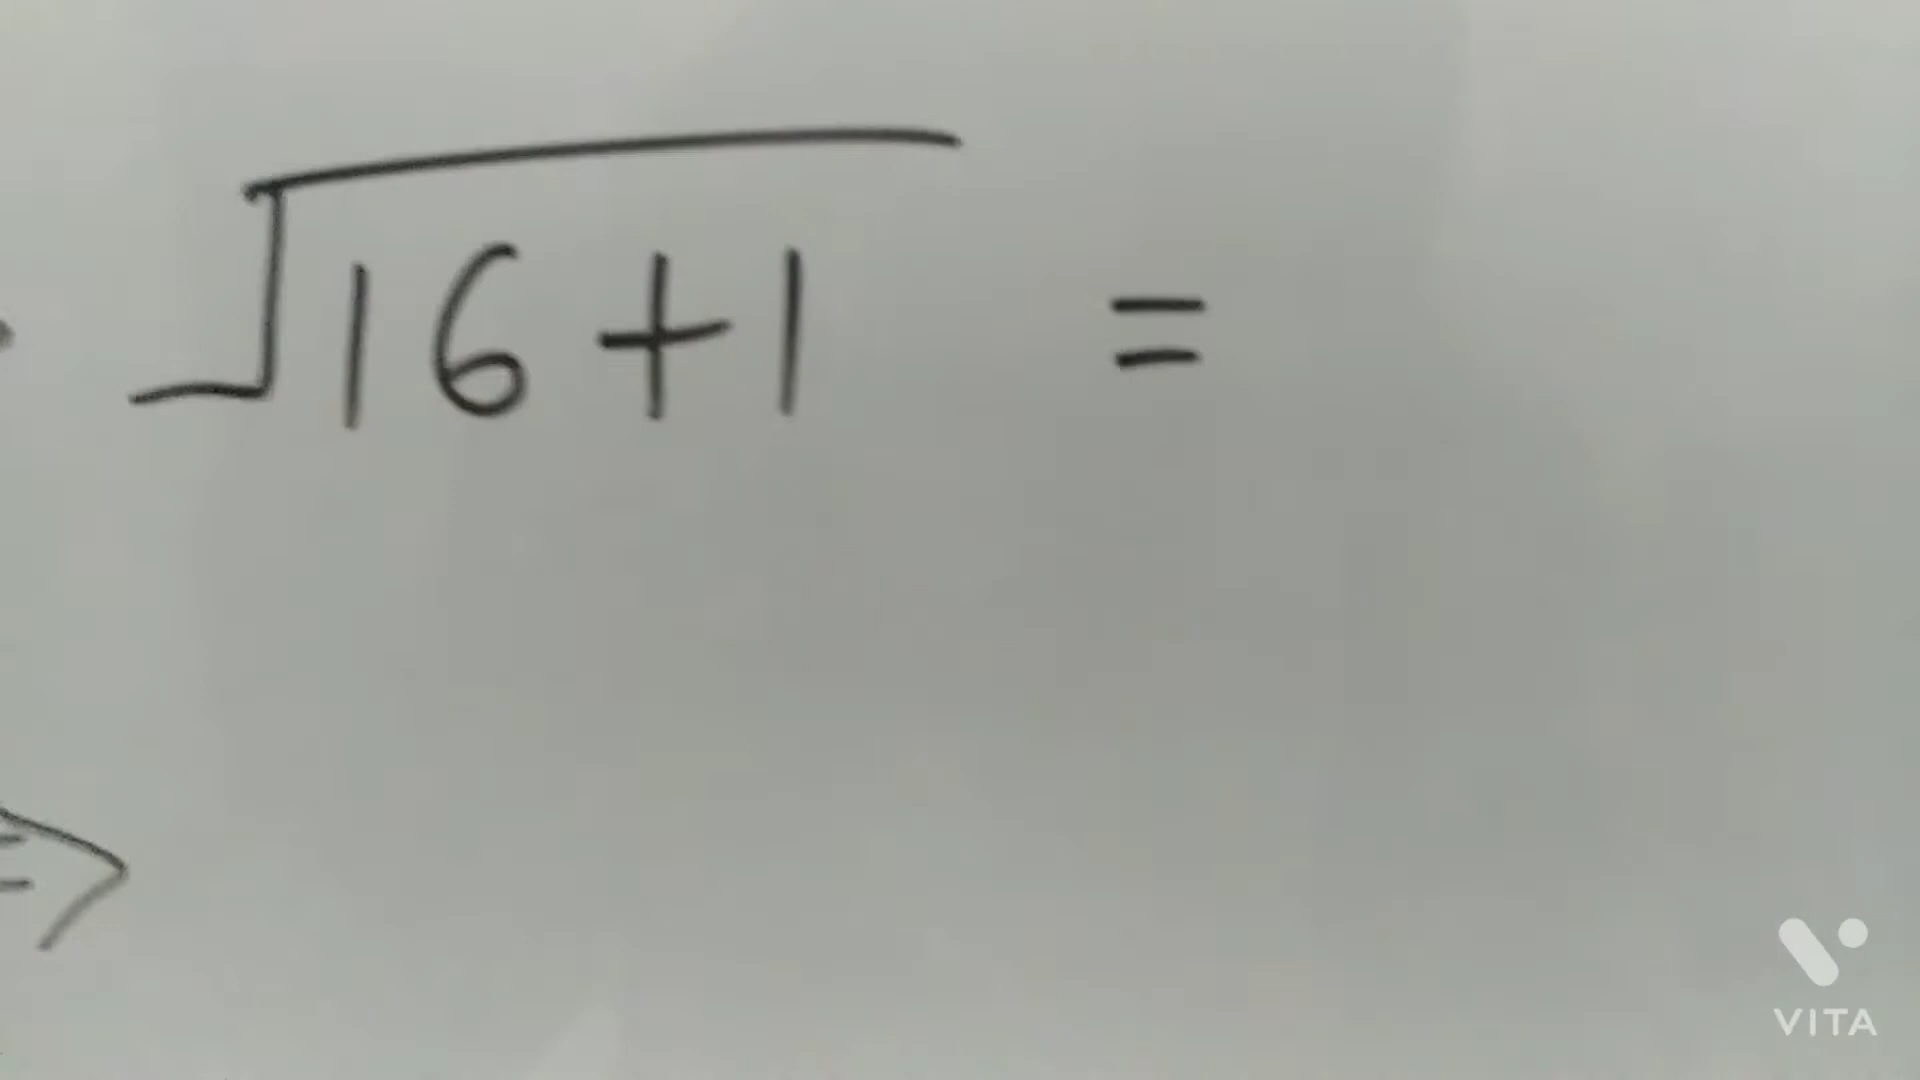 √16+1 =
⇒
VITA